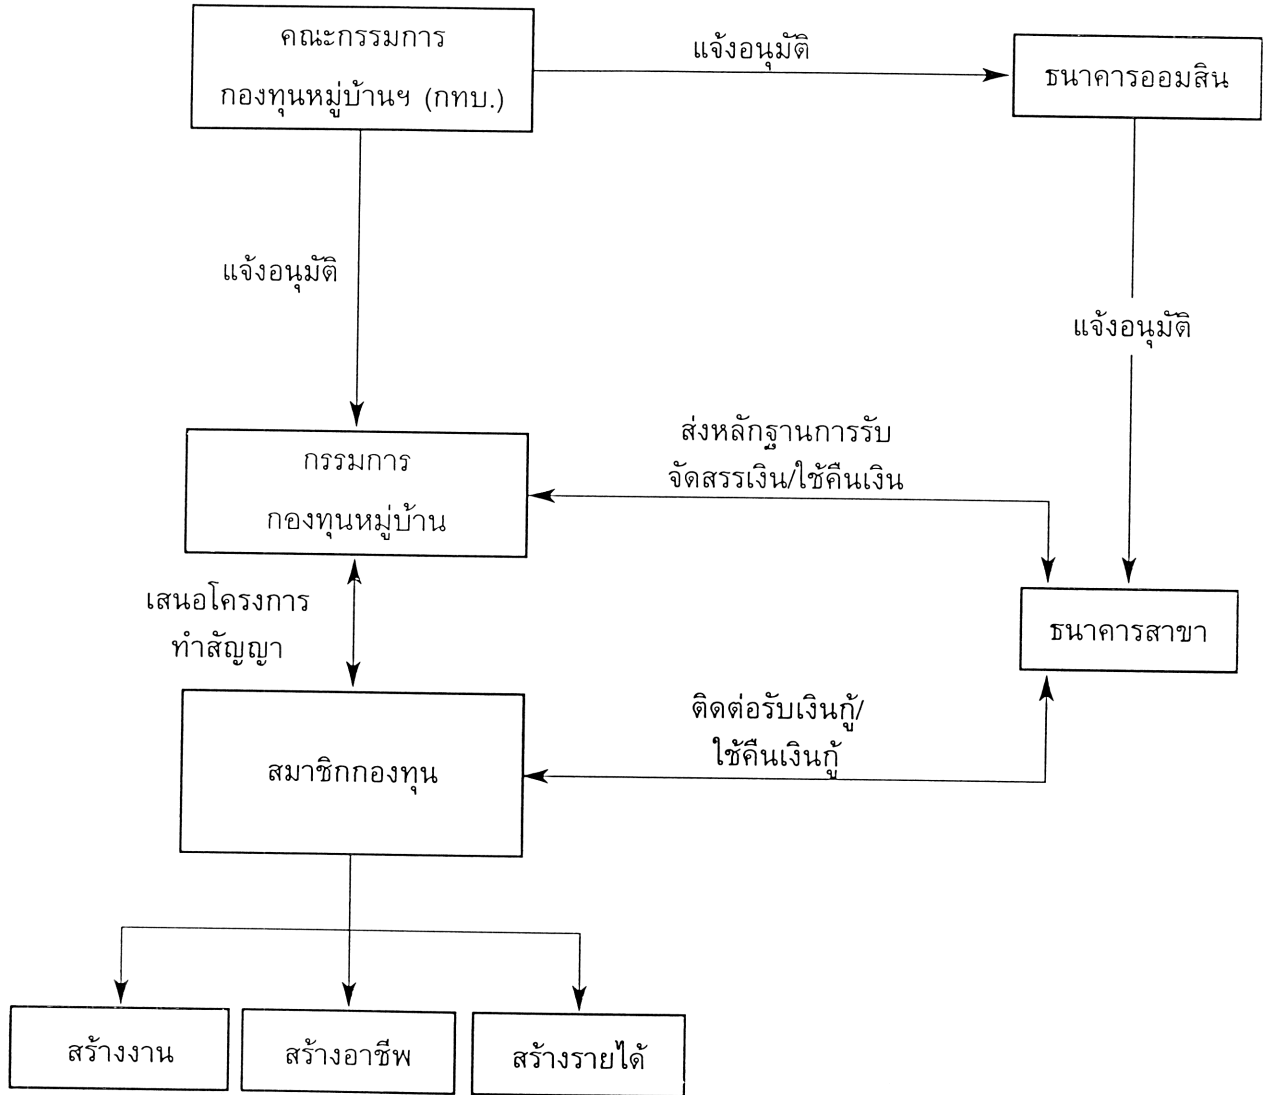 คณะกรรมการ
กองทุนหมู่บ้านฯ (กทบ.)
แจ้งอนุมัติ
ธนาคารออมสิน
แจ้งอนุมัติ
แจ้งอนุมัติ
กรรมการ
กองทุนหมู่บ้าน
ส่งหลักฐานการรับ
จัดสรรเงิน/ใช้คืนเงิน
เสนอโครงการ
ทำสัญญา
ธนาคารสาขา
สมาชิกกองทุน
ติดต่อรับเงินกู้/
ใช้คืนเงินกู้
สร้างงาน
สร้างอาชีพ
สร้างรายได้